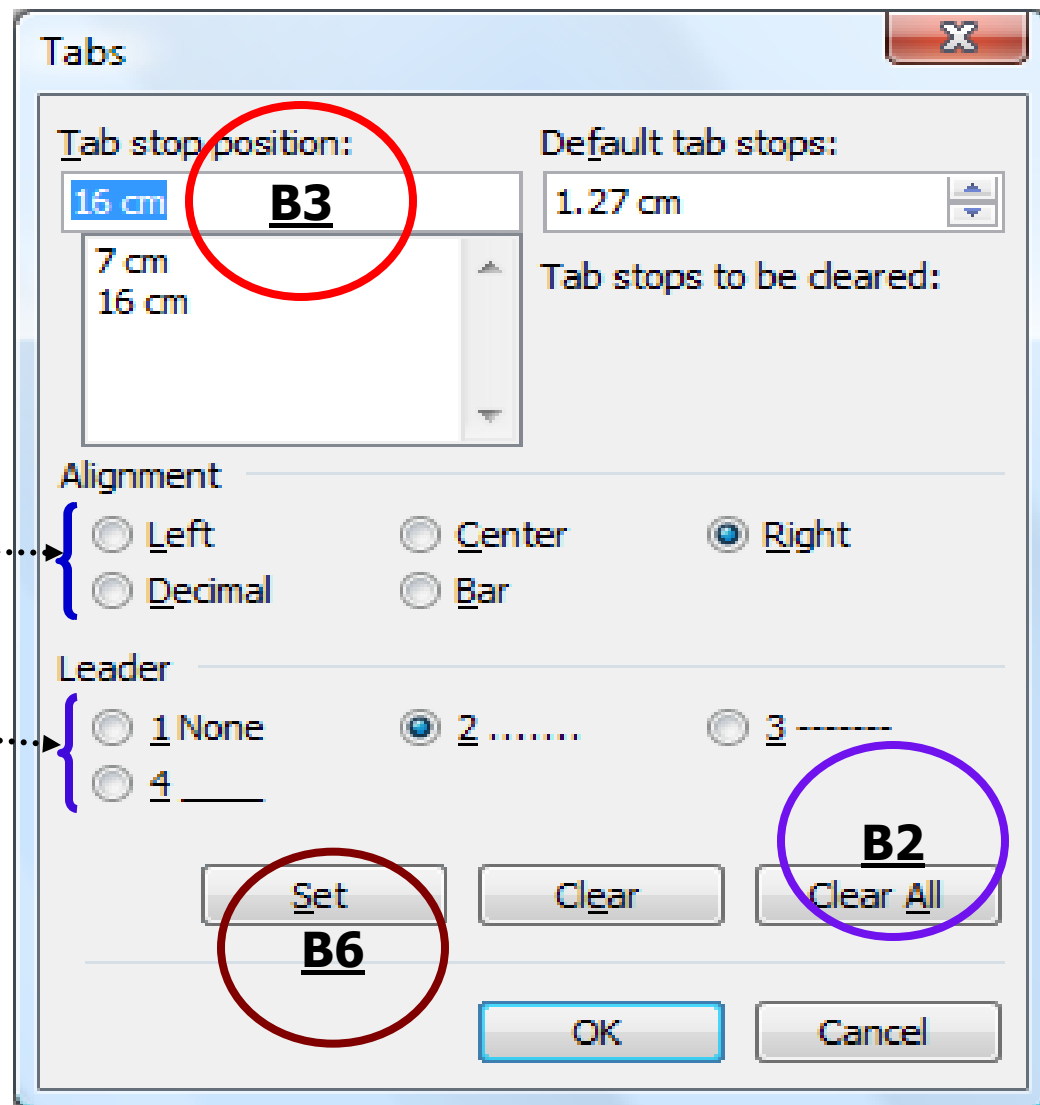 Tabs
Tab stop position: Default tab stops:
16 cm B3 1.27 cm
7 cm
Tab stops to be cleared:
16 cm
Alignment
Left Center Right
Decimal Bar
Leader
1 None 2 ....... 3 -------
4 ____
B2
Set Clear Clear All
B6
OK Cancel